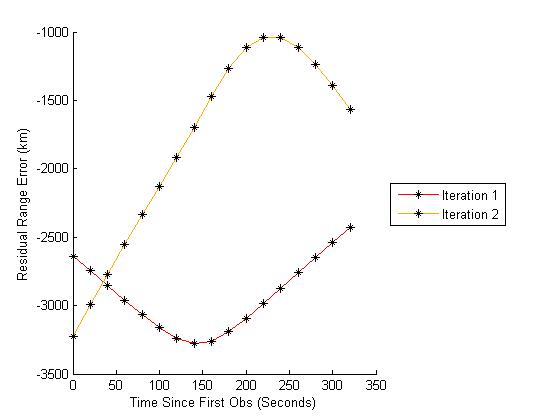 -1000
-1500
-2000
-2500
-3000
-3500
Residual Range Error (km)
0 50 100 150 200 250 300 350
Time Since First Obs (Seconds)
Iteration 1
Iteration 2